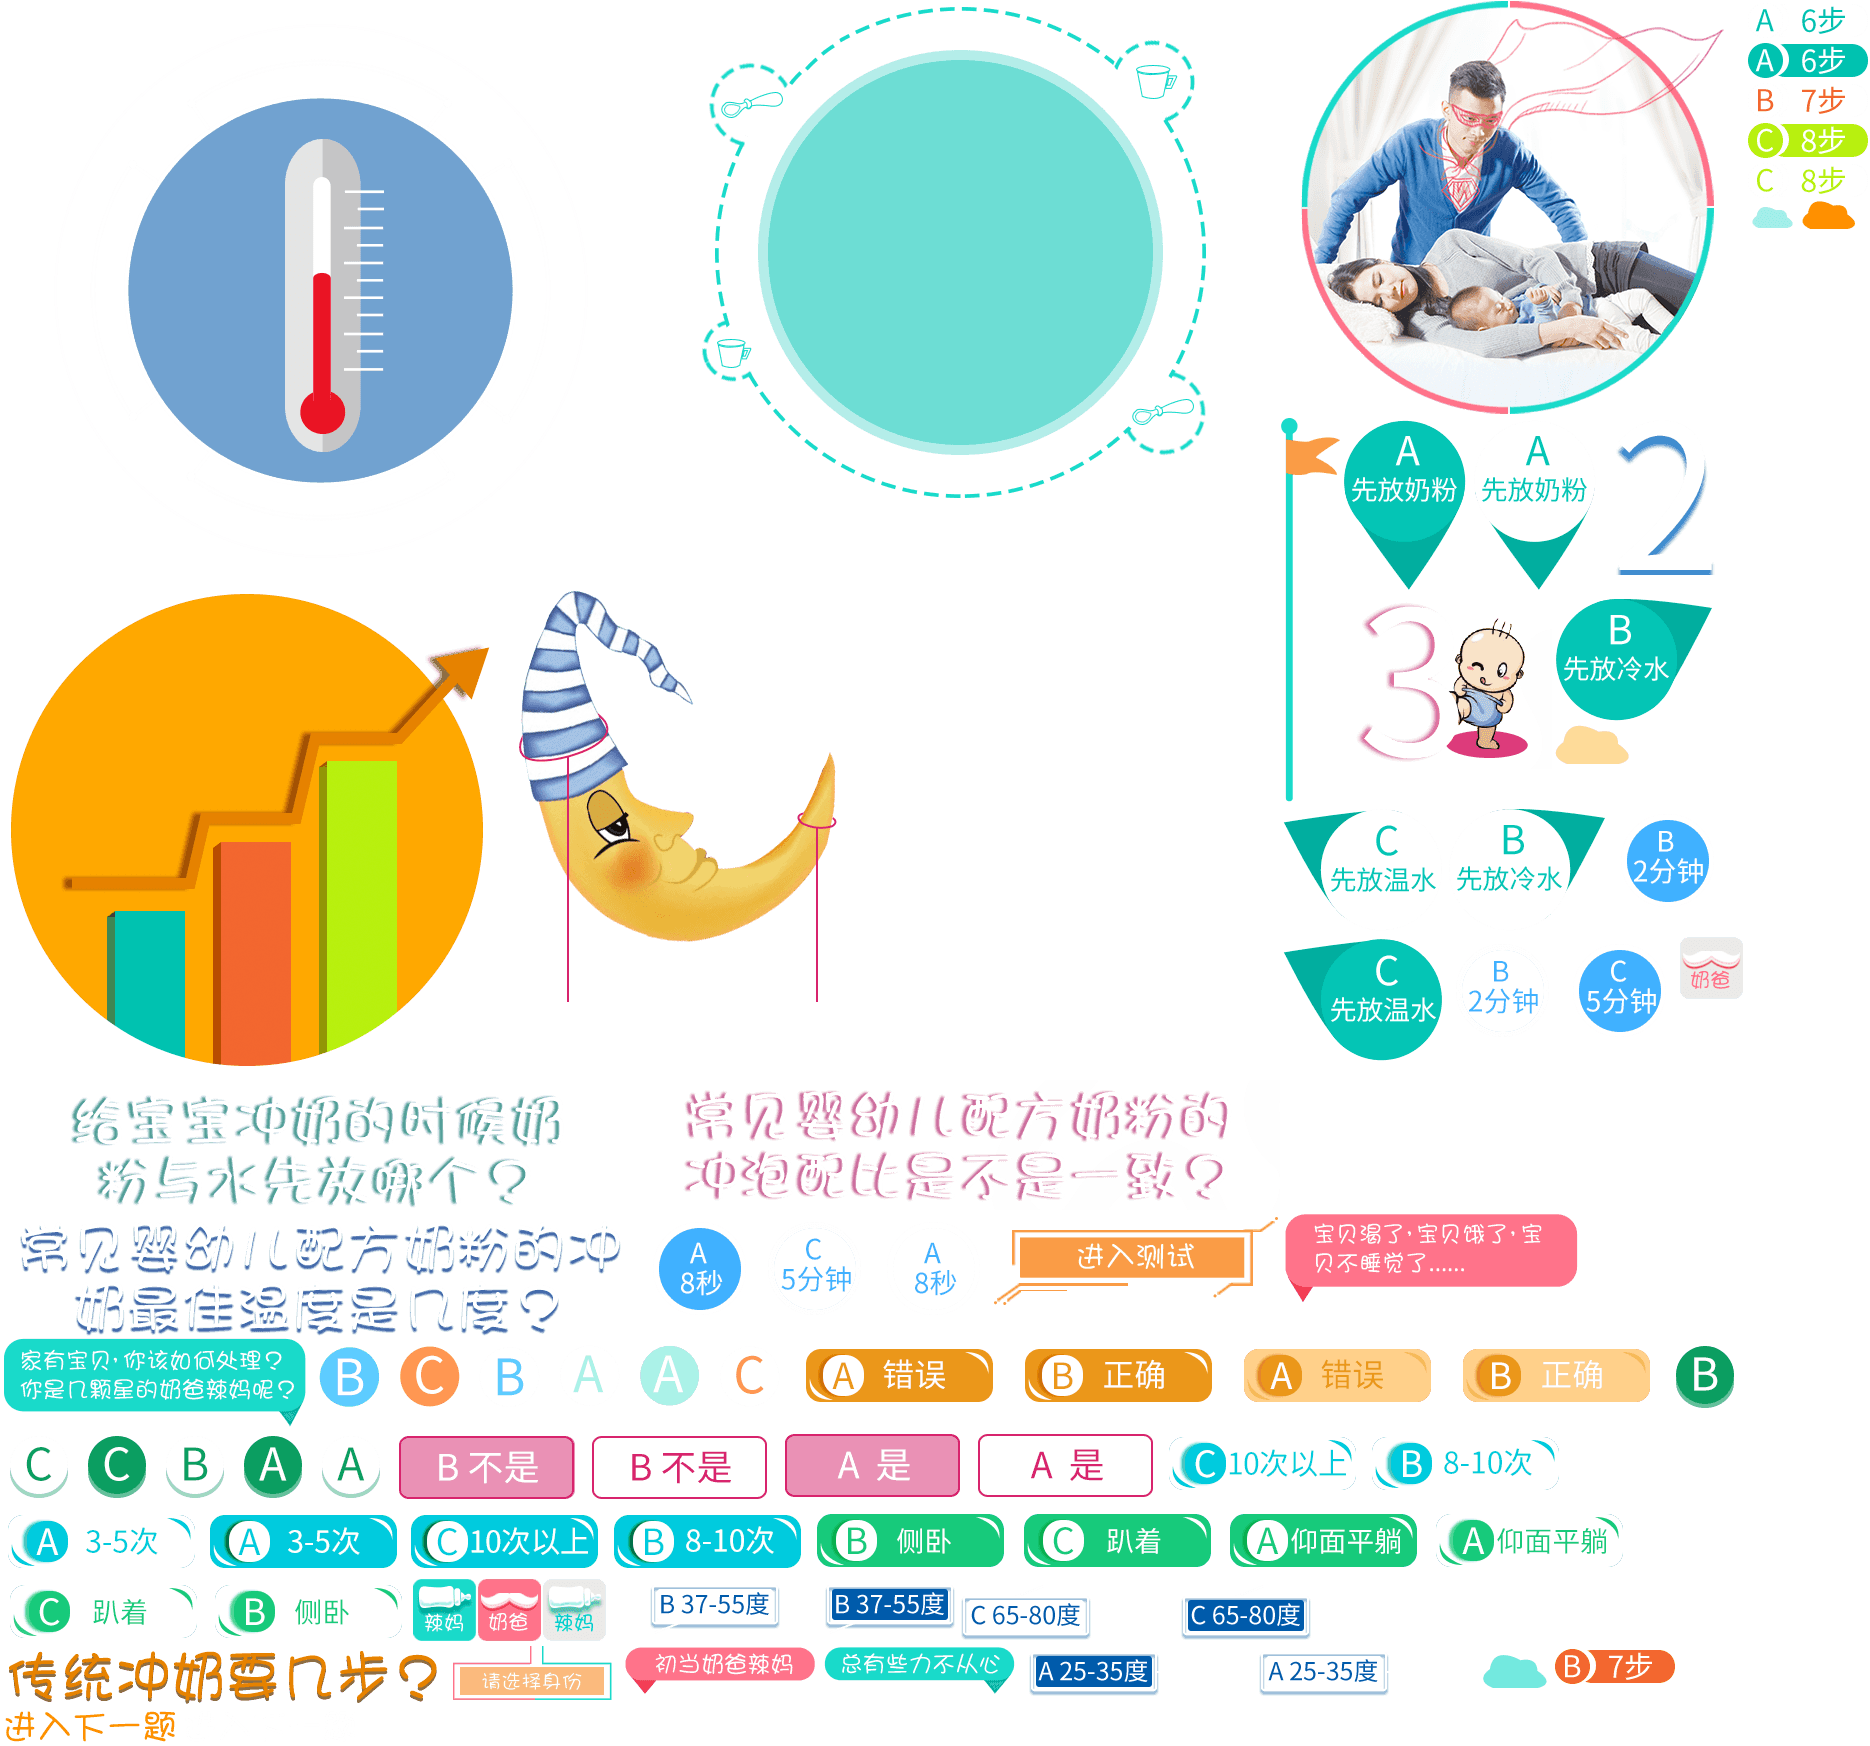 A 6步
A 6步
B 7步
C 8步
C 8步
A
先放奶粉
A
先放奶粉
2
3
B
先放冷水
C
先放温水
B
先放冷水
B
2分钟
C
先放温水
B
2分钟
C
5分钟
奶爸
给宝宝冲奶的时候奶
粉与水先放哪个？
常见婴幼儿配方奶粉的
冲泡配比是不是一致？
常见婴幼儿配方奶粉的冲
奶最佳温度是几度？
A
8秒
C
5分钟
A
8秒
进入测试
宝贝渴了，宝贝饿了，宝
贝不睡觉了......
家有宝贝，你该如何处理？
你是几颗星的奶爸辣妈呢？
B
C
B
A
A
C
A 错误
B 正确
A 错误
B 正确
B
C
C
B
A
A
B 不是
B 不是
A 是
A 是
C 10次以上
B 8-10次
A 3-5次
A 3-5次
C 10次以上
B 8-10次
B 侧卧
C 趴着
A 仰面平躺
A 仰面平躺
C 趴着
B 侧卧
辣妈
奶爸
辣妈
B 37-55度
B 37-55度
C 65-80度
C 65-80度
传统冲奶要几步？
请选择身份
初当奶爸辣妈
总有些力不从心
A 25-35度
A 25-35度
B 7步
进入下一题